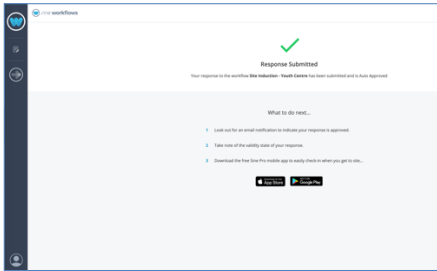 sine workflows
Response Submitted
Your response to the workflow Site Induction - Youth Centre has been submitted and is Auto Approved
What to do next...
1 Look out for an email notification to indicate your response is approved.
2 Take note of the validity state of your response.
3 Download the free Sine Pro mobile app to easily check-in when you get to site...
App Store Google Play